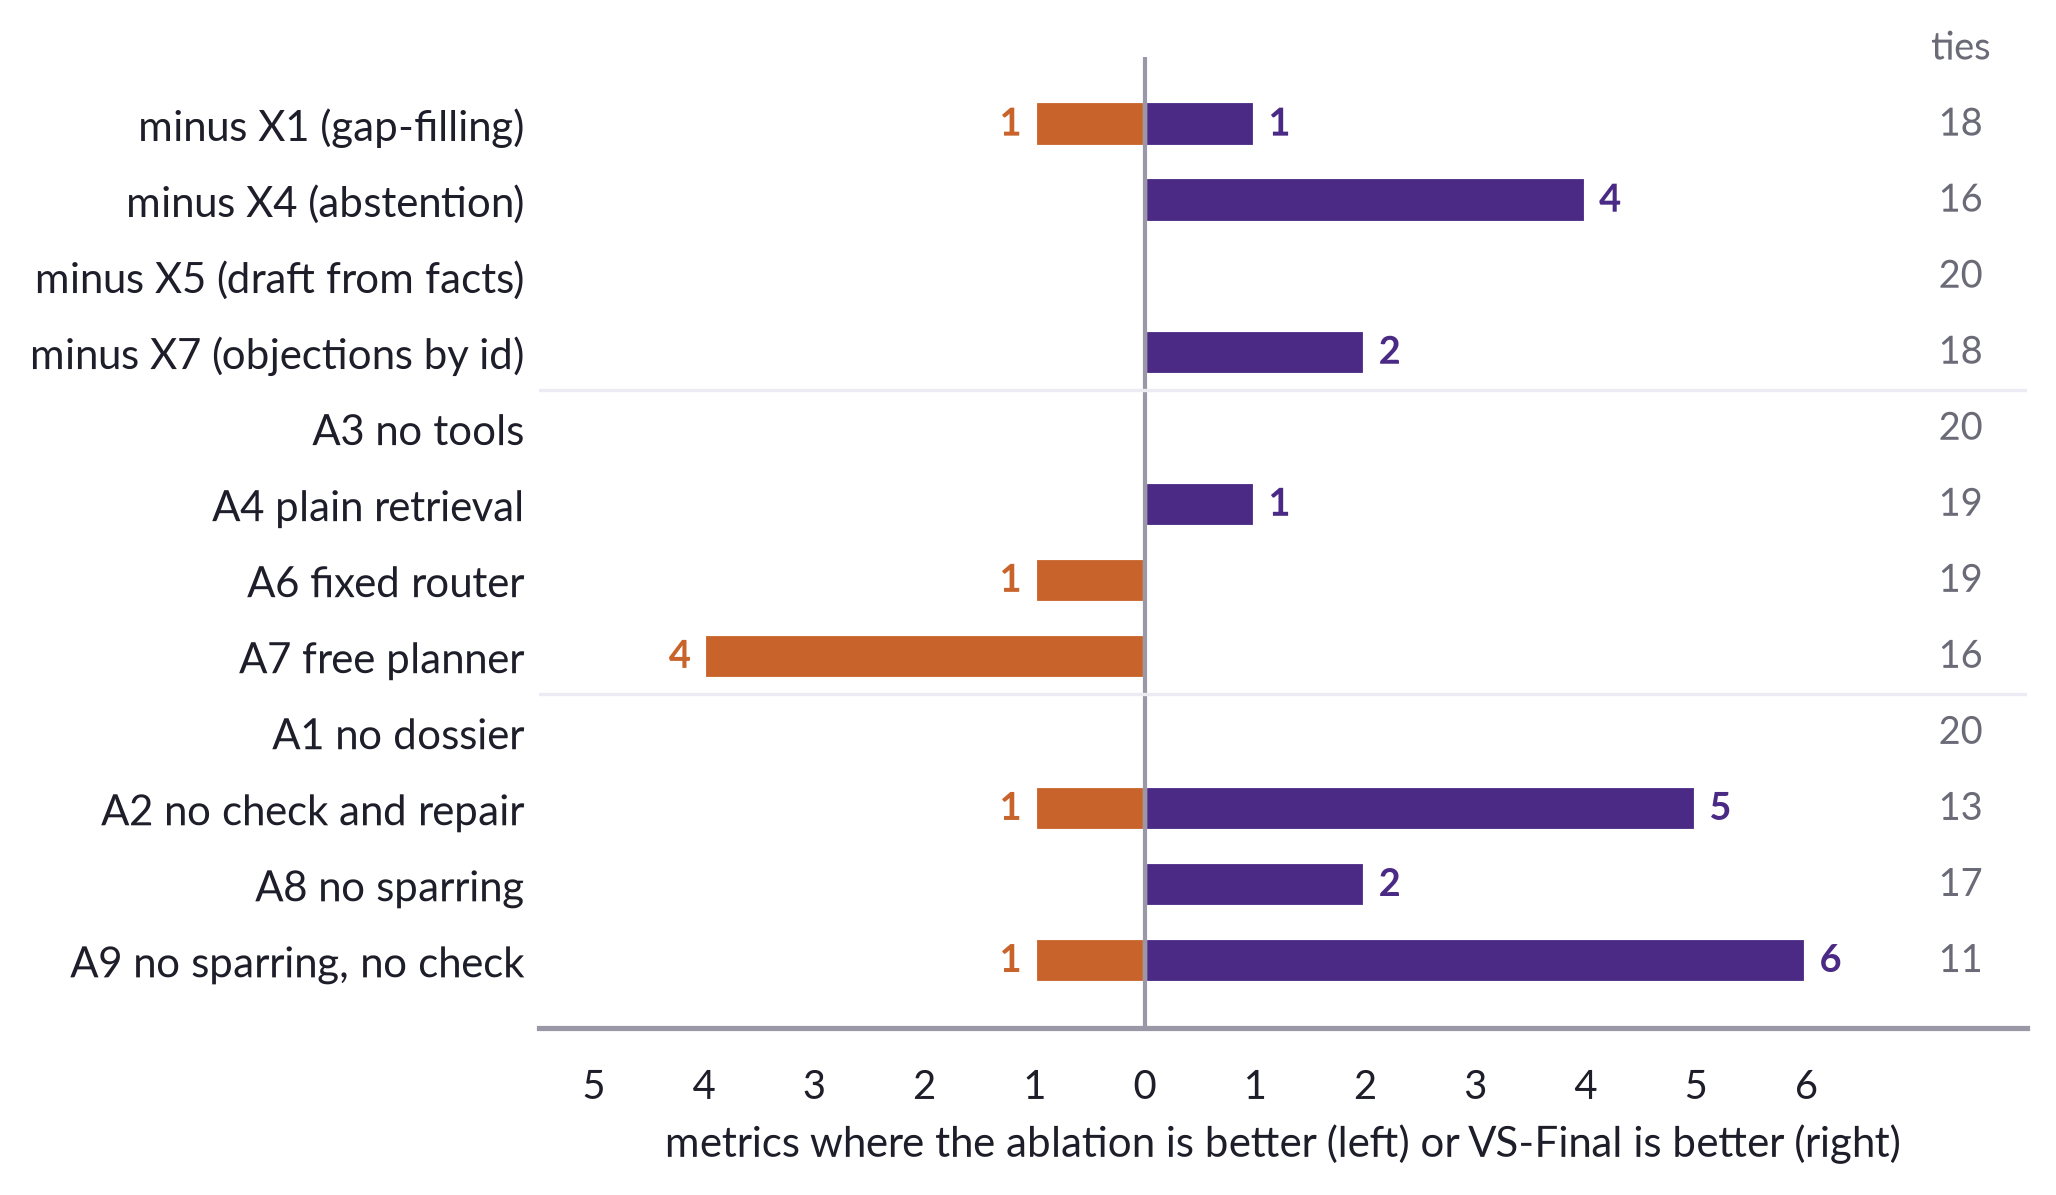 ties
minus X1 (gap-filling) 1 1 18
minus X4 (abstention) 4 16
minus X5 (draft from facts) 20
minus X7 (objections by id) 2 18
A3 no tools 20
A4 plain retrieval 1 19
A6 fixed router 1 19
A7 free planner 4 16
A1 no dossier 20
A2 no check and repair 1 5 13
A8 no sparring 2 17
A9 no sparring, no check 1 6 11
5 4 3 2 1 0 1 2 3 4 5 6
metrics where the ablation is better (left) or VS-Final is better (right)